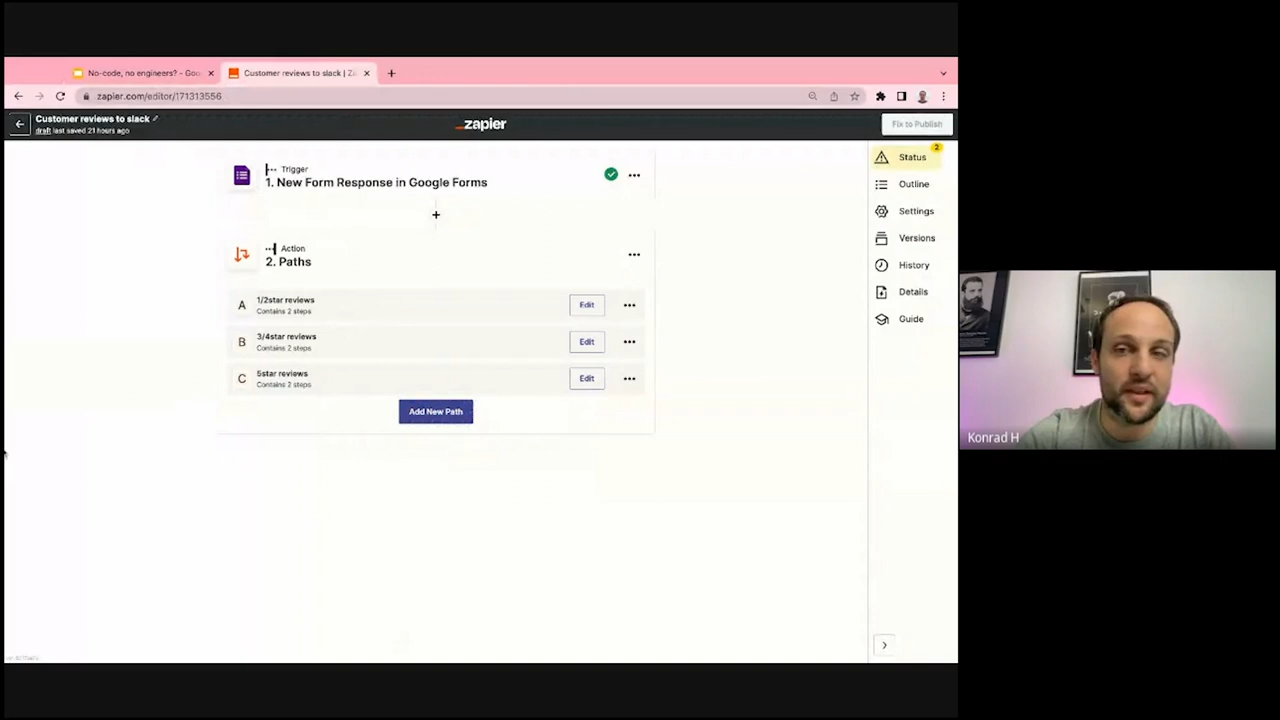 No-code, no engineers? - Goo
Customer reviews to slack | Za
zapier.com/editor/171313556
Customer reviews to slack
draft last saved 21 hours ago
zapier
Fix to Publish
Trigger
1. New Form Response in Google Forms
Action
2. Paths
A
1/2star reviews
Contains 2 steps
Edit
B
3/4star reviews
Contains 2 steps
Edit
C
5star reviews
Contains 2 steps
Edit
Add New Path
2
Status
Outline
Settings
Versions
History
Details
Guide
Konrad H